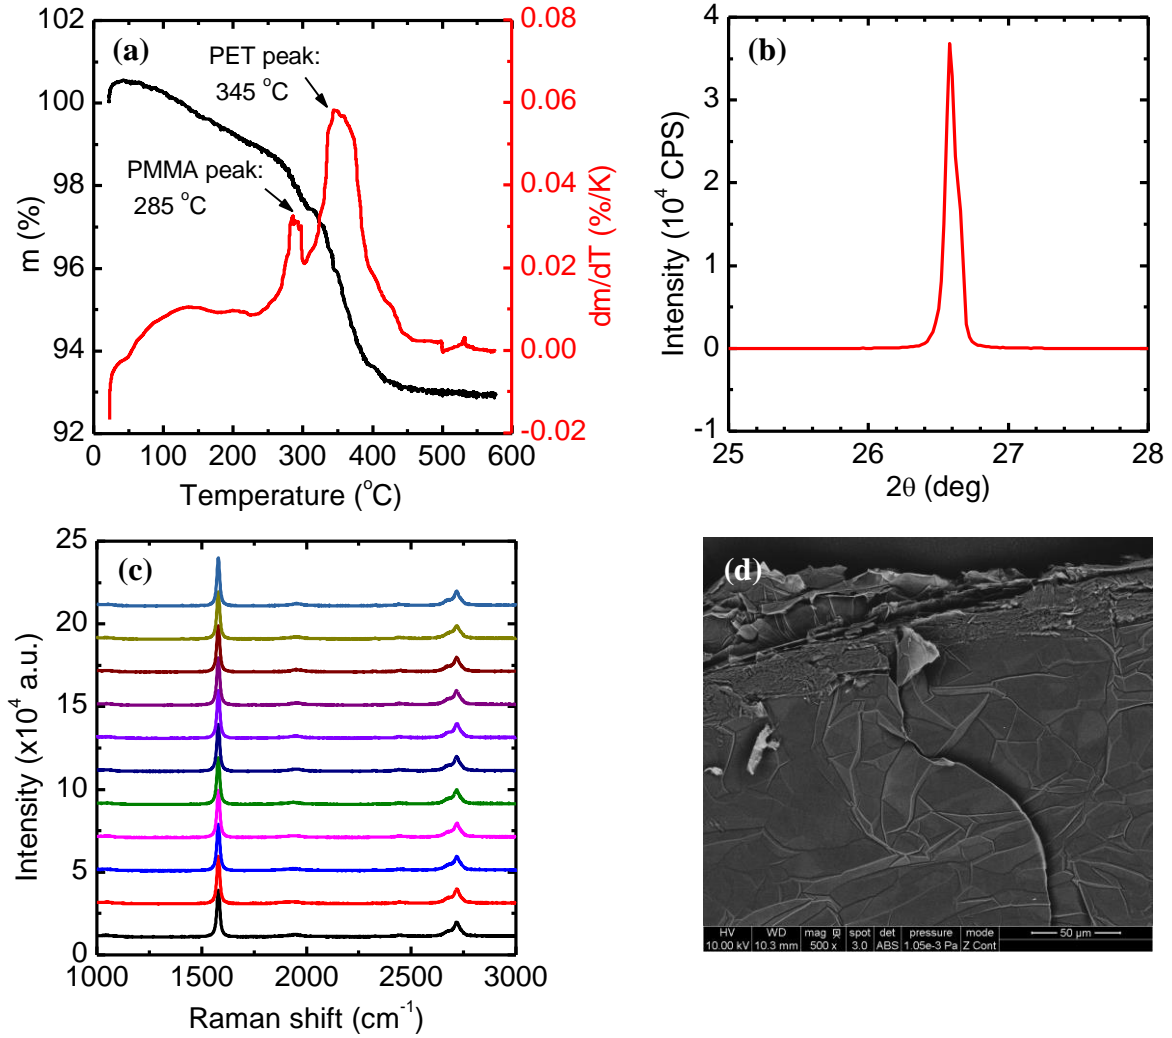 (a)
PET peak:
345 °C
PMMA peak:
285 °C
100
98
96
94
92
m (%)
0.08
0.06
0.04
0.02
0.00
-0.02
dm/dT (%/K)
0 100 200 300 400 500 600
Temperature (°C)
(b)
4
3
2
1
0
-1
Intensity (10⁴ CPS)
25 26 27 28
2θ (deg)
(c)
25
20
15
10
5
0
Intensity (x10⁴ a.u.)
1000 1500 2000 2500 3000
Raman shift (cm⁻¹)
(d)
HV WD mag spot det pressure mode
10.00 kV 10.3 mm 500 x 3.0 ABS 1.05e-3 Pa Z Cont
50 µm